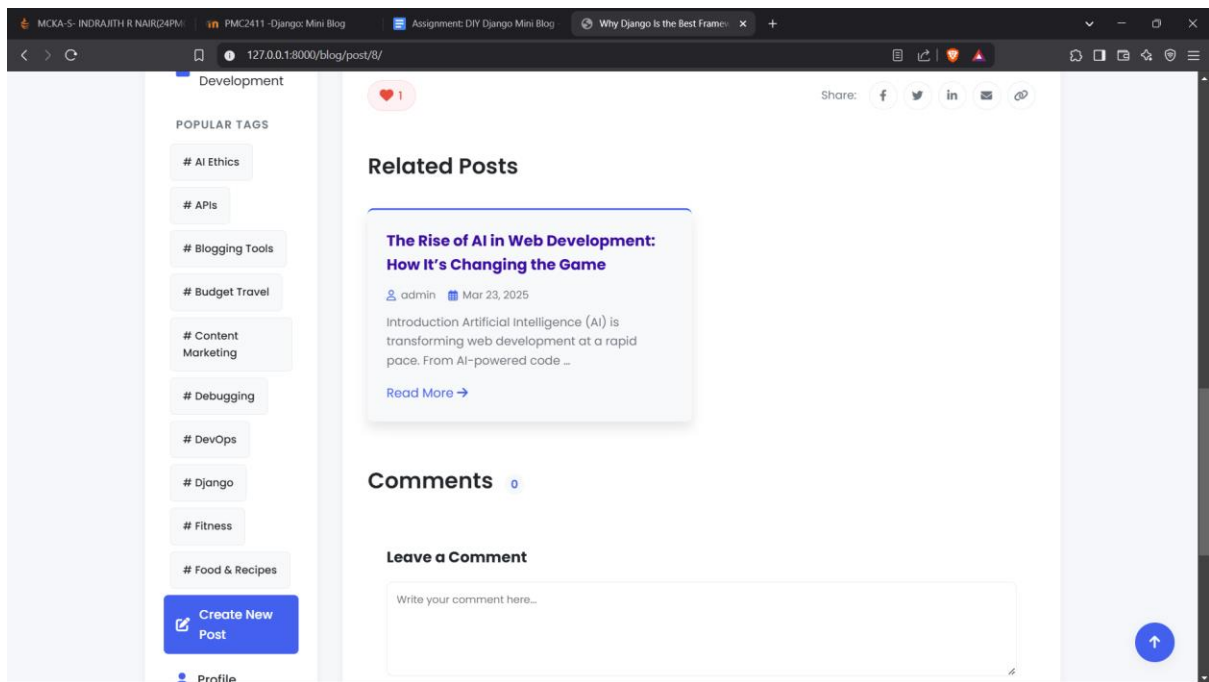 MCKA-S- INDRAJITH R NAIR(24PM
PMC2411 -Django: Mini Blog
Assignment: DIY Django Mini Blog
Why Django Is the Best Framew
127.0.0.1:8000/blog/post/8/
Development
POPULAR TAGS
# AI Ethics
# APIs
# Blogging Tools
# Budget Travel
# Content
Marketing
# Debugging
# DevOps
# Django
# Fitness
# Food & Recipes
Create New
Post
Profile
1
Share:
Related Posts
The Rise of AI in Web Development:
How It’s Changing the Game
admin Mar 23, 2025
Introduction Artificial Intelligence (AI) is
transforming web development at a rapid
pace. From AI-powered code …
Read More
Comments 0
Leave a Comment
Write your comment here...